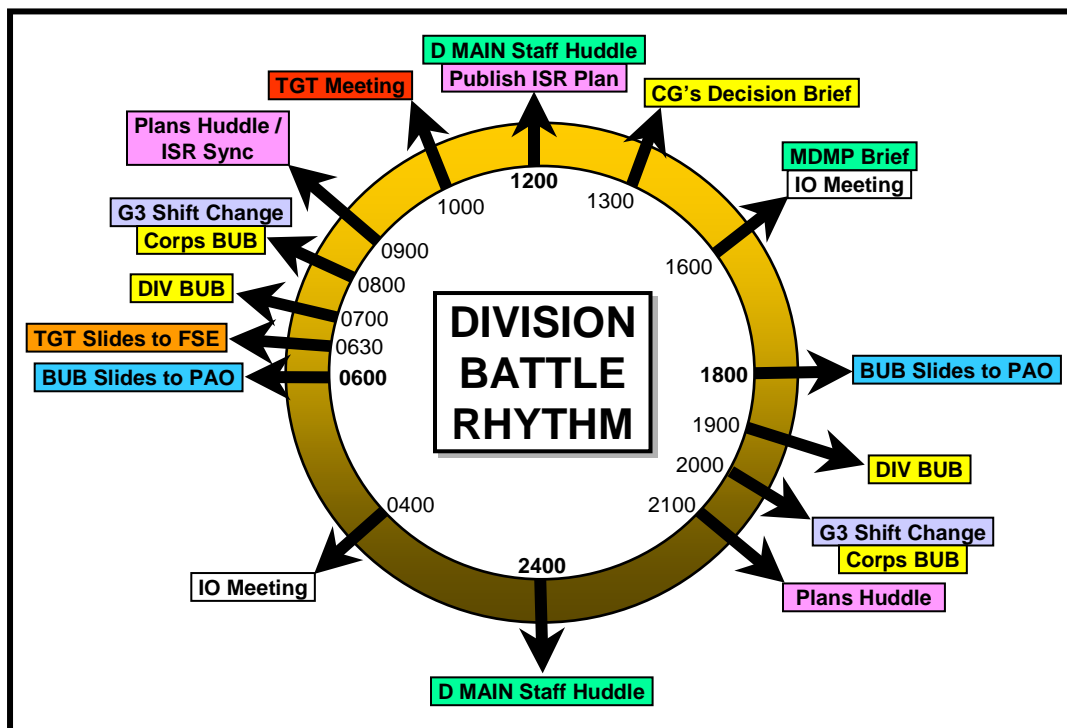 D MAIN Staff Huddle
Publish ISR Plan
TGT Meeting
CG's Decision Brief
Plans Huddle /
ISR Sync
MDMP Brief
IO Meeting
1200
1000
1300
G3 Shift Change
Corps BUB
0900
1600
0800
DIV BUB
0700
TGT Slides to FSE
0630
BUB Slides to PAO
0600
DIVISION
BATTLE
RHYTHM
1800
BUB Slides to PAO
1900
DIV BUB
2000
2100
0400
G3 Shift Change
Corps BUB
2400
IO Meeting
Plans Huddle
D MAIN Staff Huddle